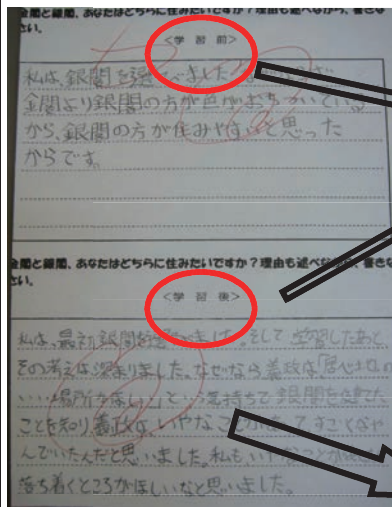 金閣と銀閣、あなたはどちらに住みたいですか？理由も述べながら、書きな
さい。
＜学 習 前＞
私は、銀閣を選びました。
金閣より銀閣の方が色がおちついている
から、銀閣の方が住みやすいと思った
からです。
金閣と銀閣、あなたはどちらに住みたいですか？理由も述べながら、書きな
さい。
＜学 習 後＞
私は、最初銀閣を選びました。そして学習したあと、
その考えは深まりました。なぜなら義政は「居心地の
いい場所がほしい」という気持ちで銀閣を建てた
ことを知り、義政は、いやなことがあって、すごくなや
んでいたんだと思いました。私も、いやなことが
落ち着くところがほしいなと思いました。